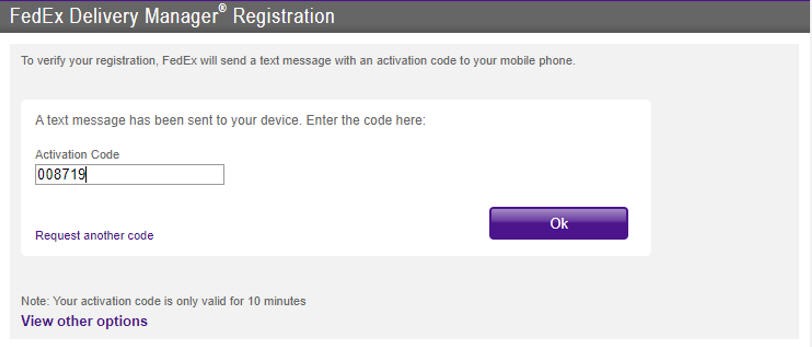 FedEx Delivery Manager® Registration
To verify your registration, FedEx will send a text message with an activation code to your mobile phone.
A text message has been sent to your device. Enter the code here:
Activation Code
008719
Ok
Request another code
Note: Your activation code is only valid for 10 minutes
View other options